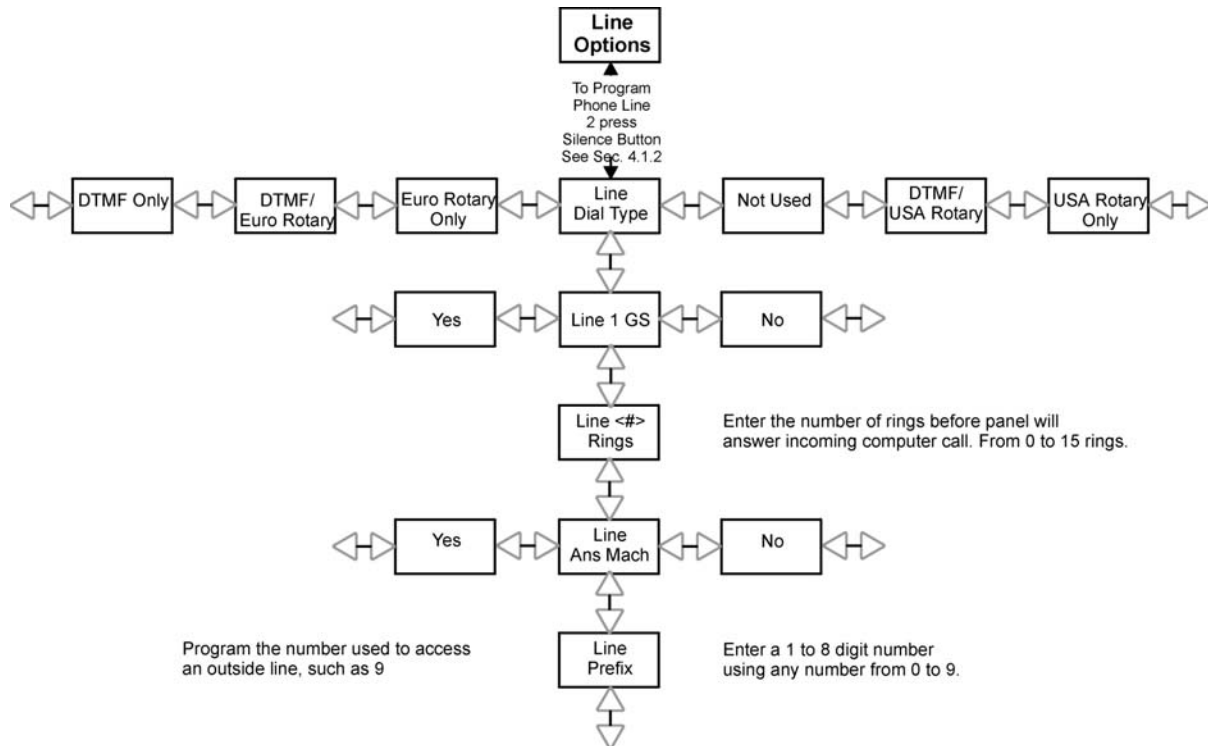 Line
Options
To Program
Phone Line
2 press
Silence Button
See Sec. 4.1.2
DTMF Only
DTMF/
Euro Rotary
Euro Rotary
Only
Line
Dial Type
Not Used
DTMF/
USA Rotary
USA Rotary
Only
Yes
Line 1 GS
No
Line <#>
Rings
Enter the number of rings before panel will
answer incoming computer call. From 0 to 15 rings.
Yes
Line
Ans Mach
No
Program the number used to access
an outside line, such as 9
Line
Prefix
Enter a 1 to 8 digit number
using any number from 0 to 9.